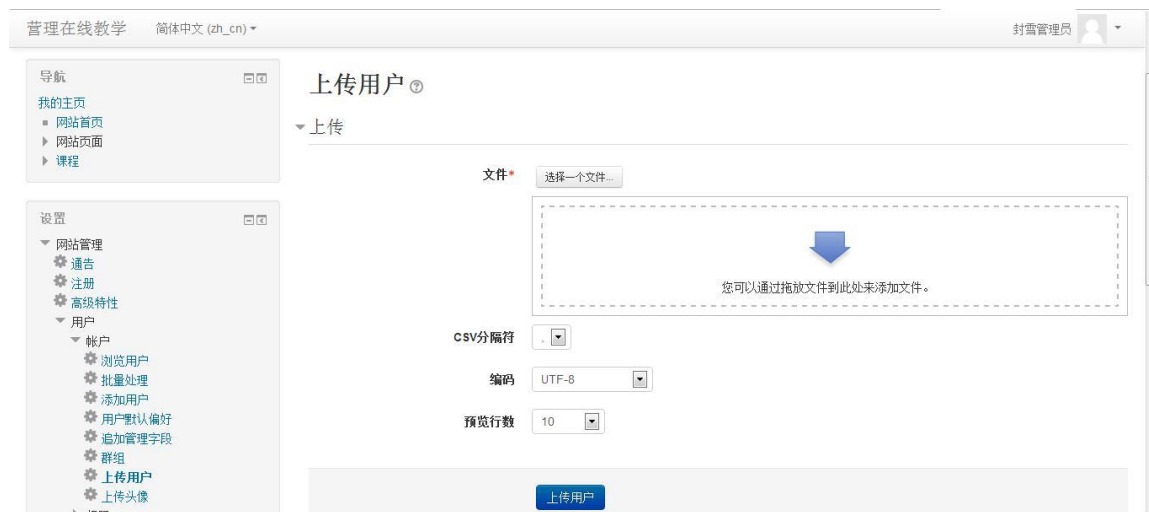 营理在线教学 简体中文 (zh_cn) 封雪管理员
导航
我的主页
网站首页
网站页面
课程
设置
网站管理
通告
注册
高级特性
用户
帐户
浏览用户
批量处理
添加用户
用户默认偏好
追加管理字段
群组
上传用户
上传头像
上传用户
上传
文件*
选择一个文件...
您可以通过拖放文件到此处来添加文件。
CSV分隔符 ,
编码 UTF-8
预览行数 10
上传用户